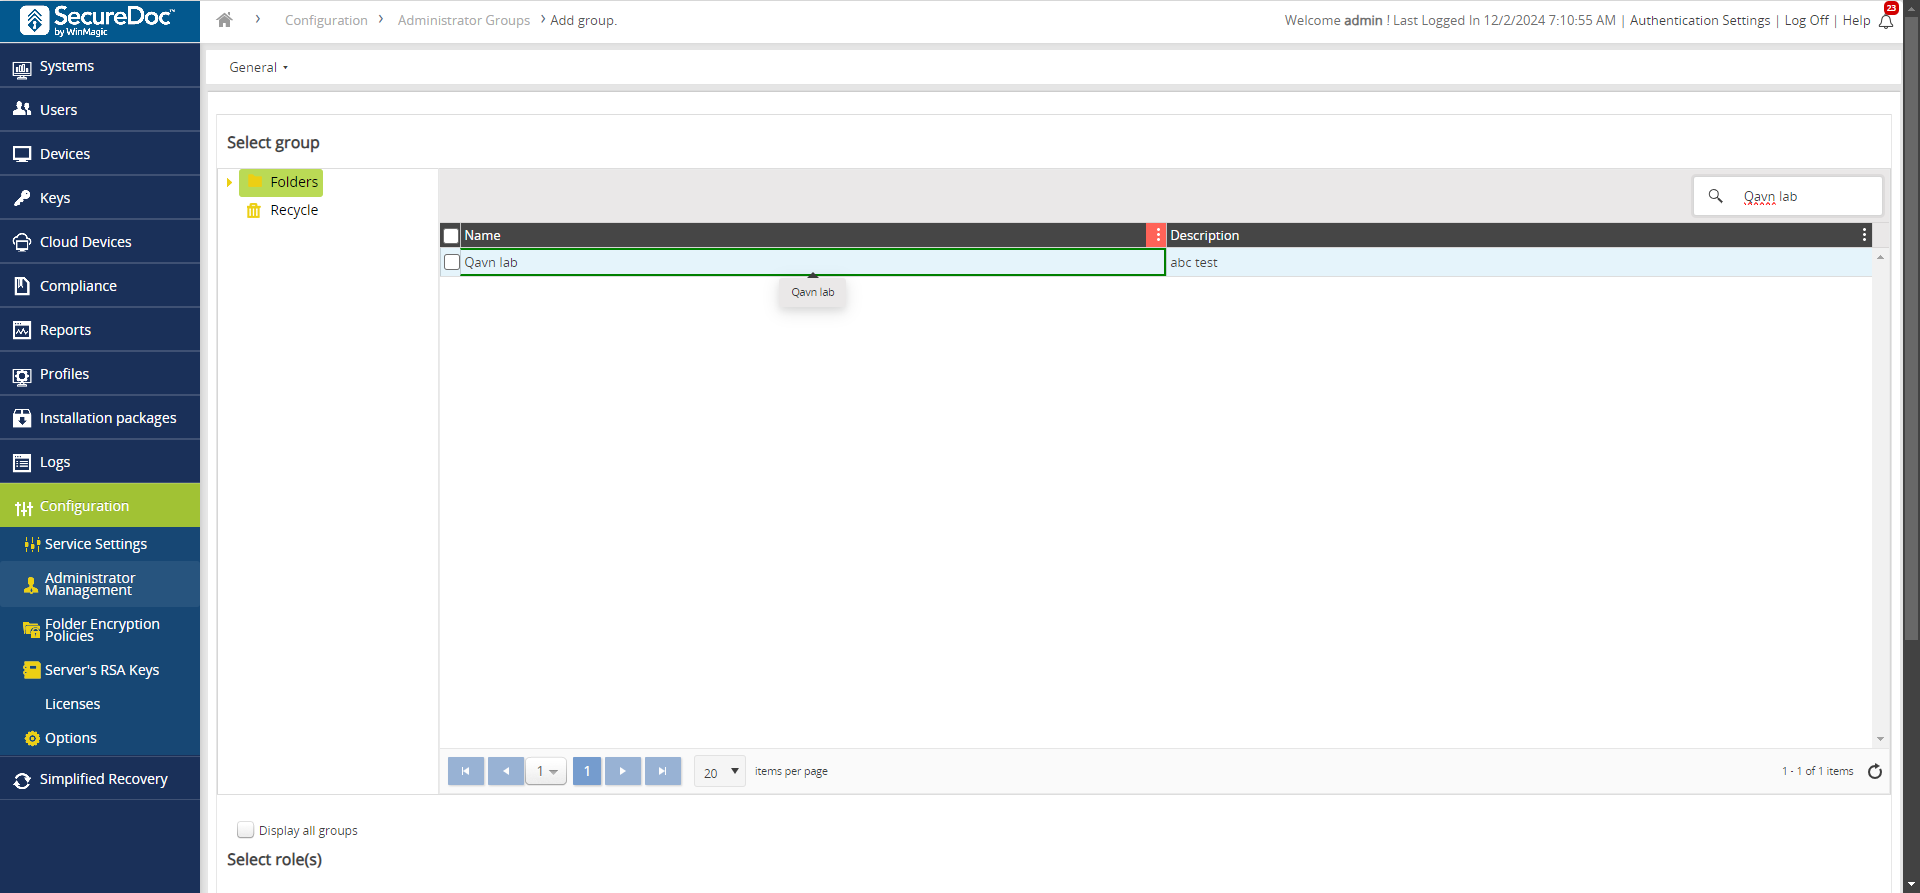 SecureDoc™
by WinMagic
Configuration
Administrator Groups
Add group.
Welcome admin ! Last Logged In 12/2/2024 7:10:55 AM | Authentication Settings | Log Off | Help
23
Systems
Users
Devices
Keys
Cloud Devices
Compliance
Reports
Profiles
Installation packages
Logs
Configuration
Service Settings
Administrator
Management
Folder Encryption
Policies
Server's RSA Keys
Licenses
Options
Simplified Recovery
General
Select group
Folders
Recycle
Qavn lab
Name
Description
Qavn lab
abc test
Qavn lab
1
1
20
items per page
1 - 1 of 1 items
Display all groups
Select role(s)